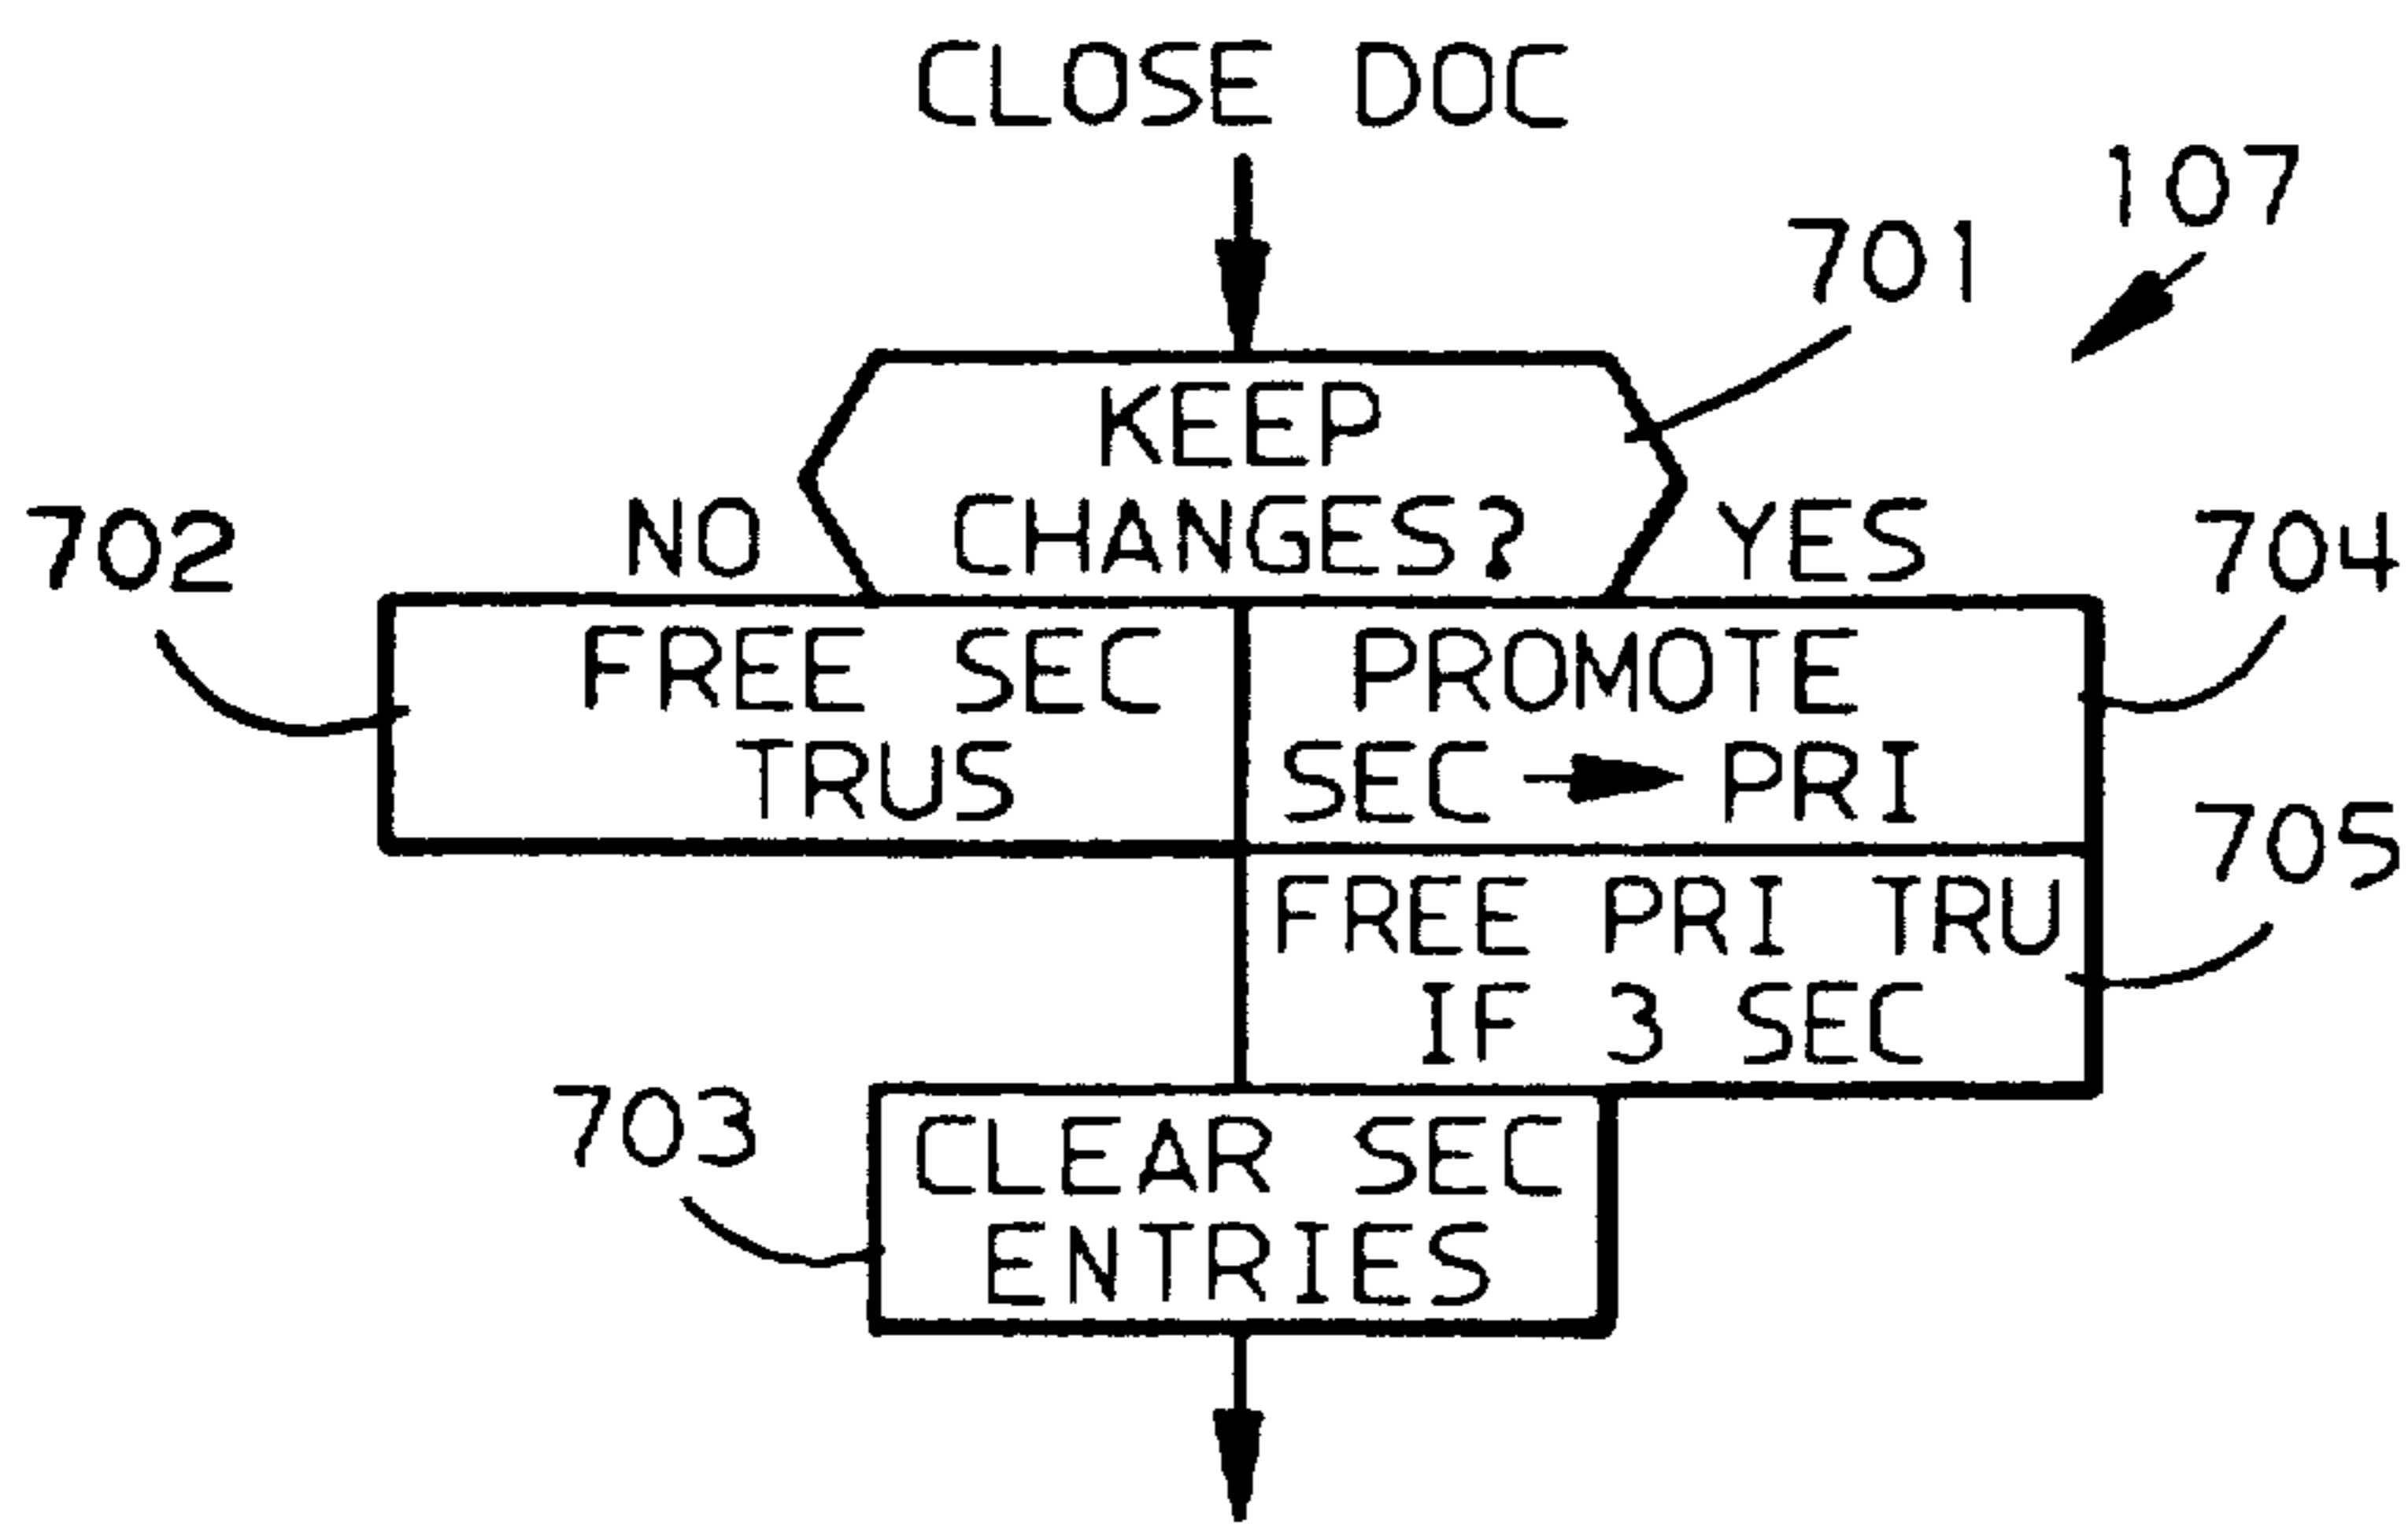 CLOSE DOC
107
701
KEEP
CHANGES?
NO
YES
702
704
FREE SEC
TRUS
PROMOTE
SEC → PRI
705
FREE PRI TRU
IF 3 SEC
703
CLEAR SEC
ENTRIES